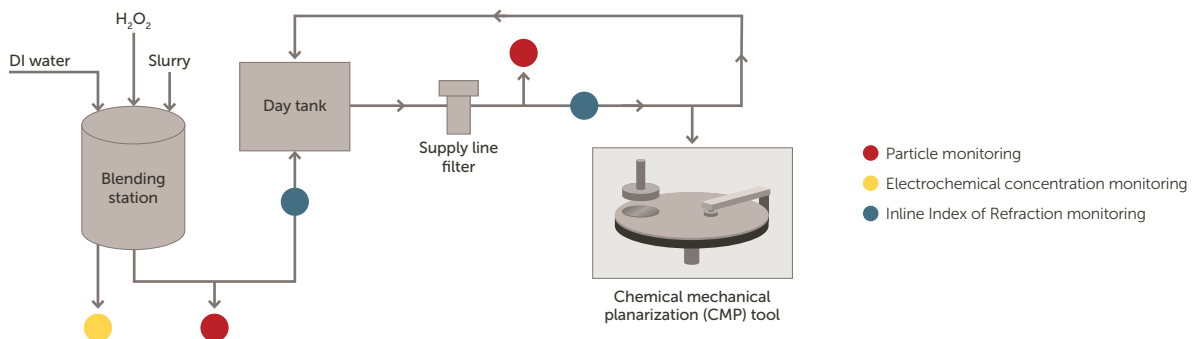 H₂O₂
DI water
Slurry
Blending
station
Day tank
Supply line
filter
Chemical mechanical
planarization (CMP) tool
Particle monitoring
Electrochemical concentration monitoring
Inline Index of Refraction monitoring